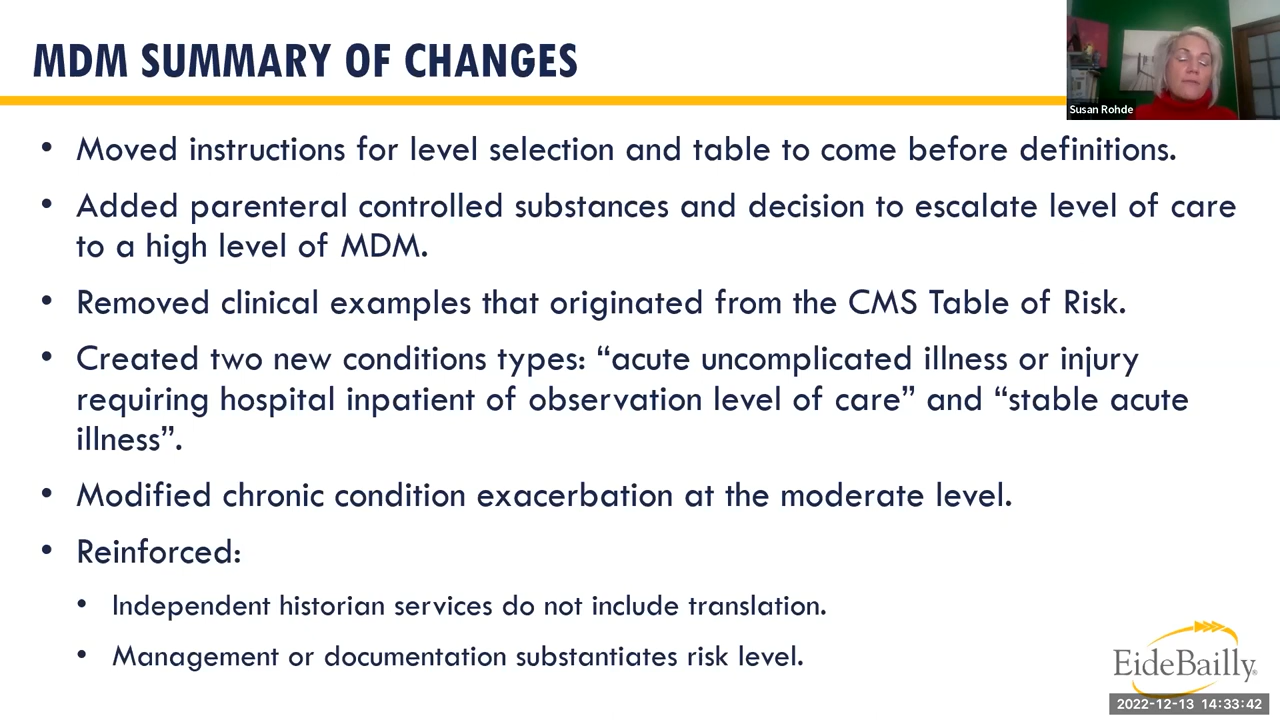 MDM SUMMARY OF CHANGES
Susan Rohde
• Moved instructions for level selection and table to come before definitions.
• Added parenteral controlled substances and decision to escalate level of care
to a high level of MDM.
• Removed clinical examples that originated from the CMS Table of Risk.
• Created two new conditions types: “acute uncomplicated illness or injury
requiring hospital inpatient of observation level of care” and “stable acute
illness”.
• Modified chronic condition exacerbation at the moderate level.
• Reinforced:
• Independent historian services do not include translation.
• Management or documentation substantiates risk level.
EideBailly®
2022-12-13 14:33:42